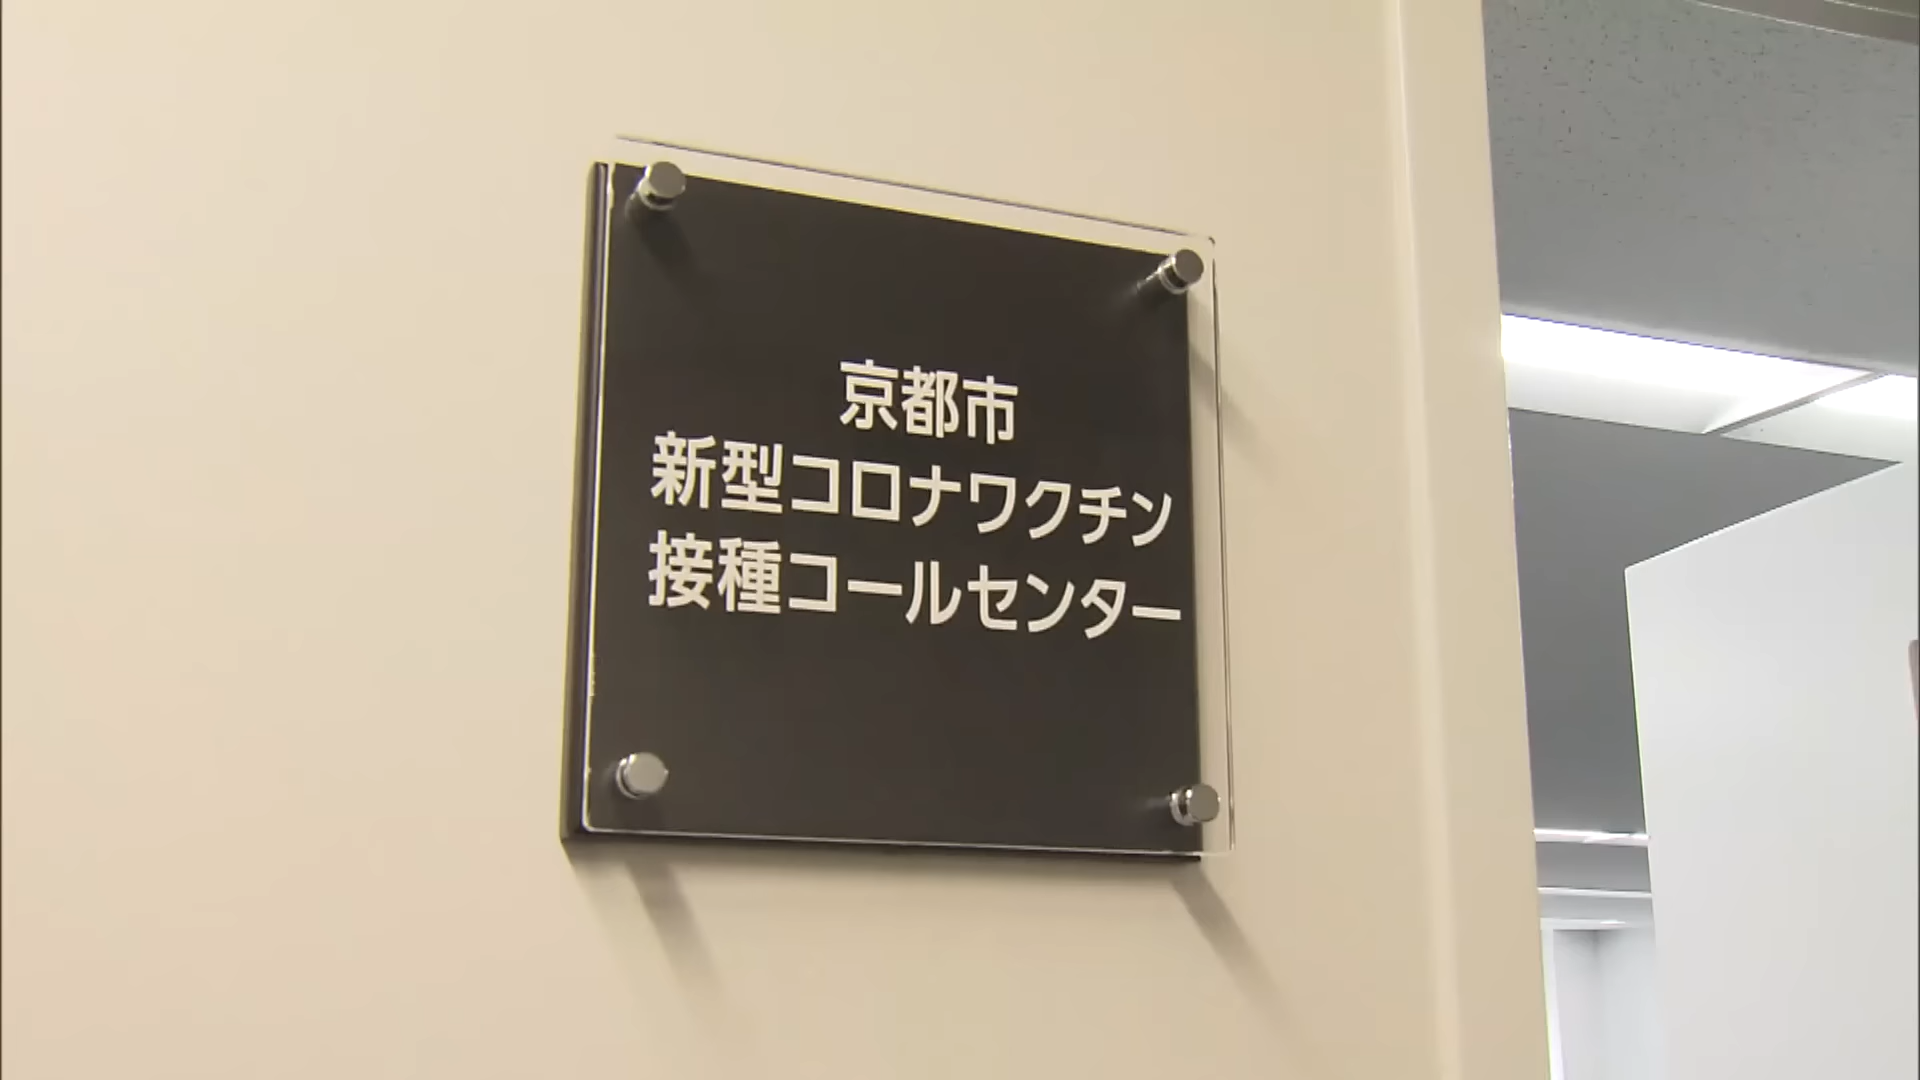 京都市
新型コロナワクチン
接種コールセンター